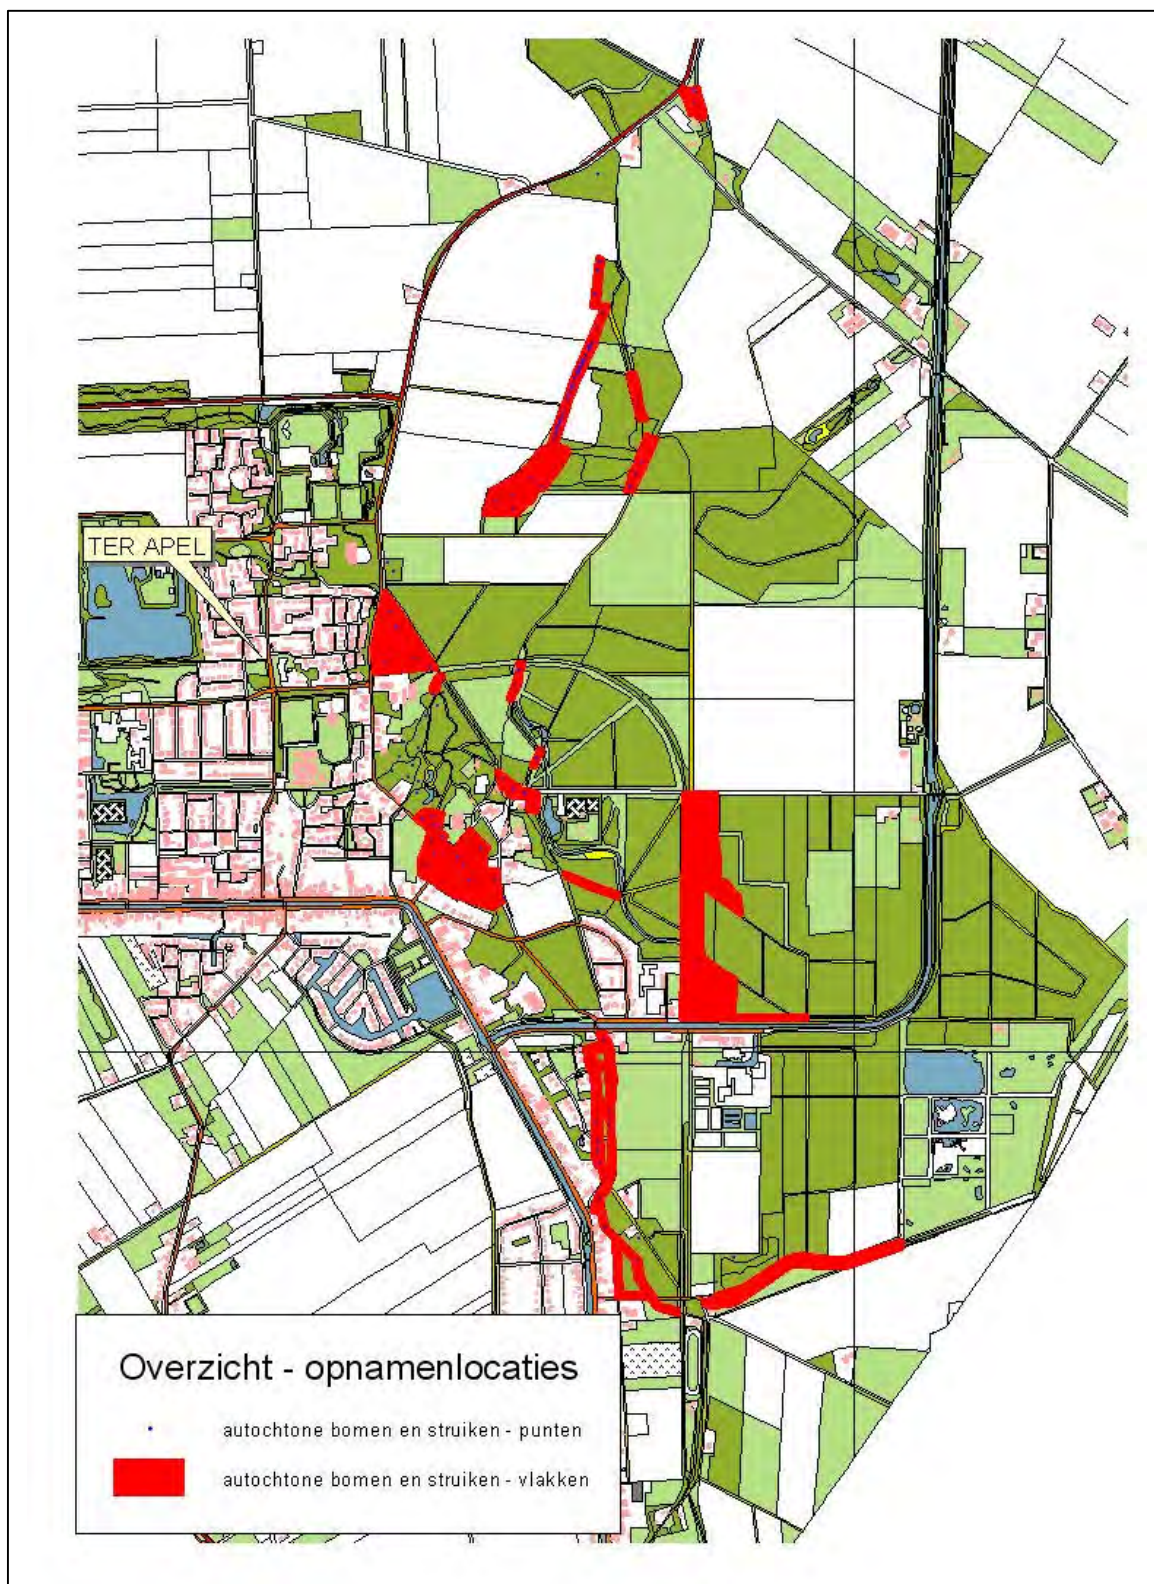 TER APEL
Overzicht - opnamenlocaties
autochtone bomen en struiken - punten
autochtone bomen en struiken - vlakken